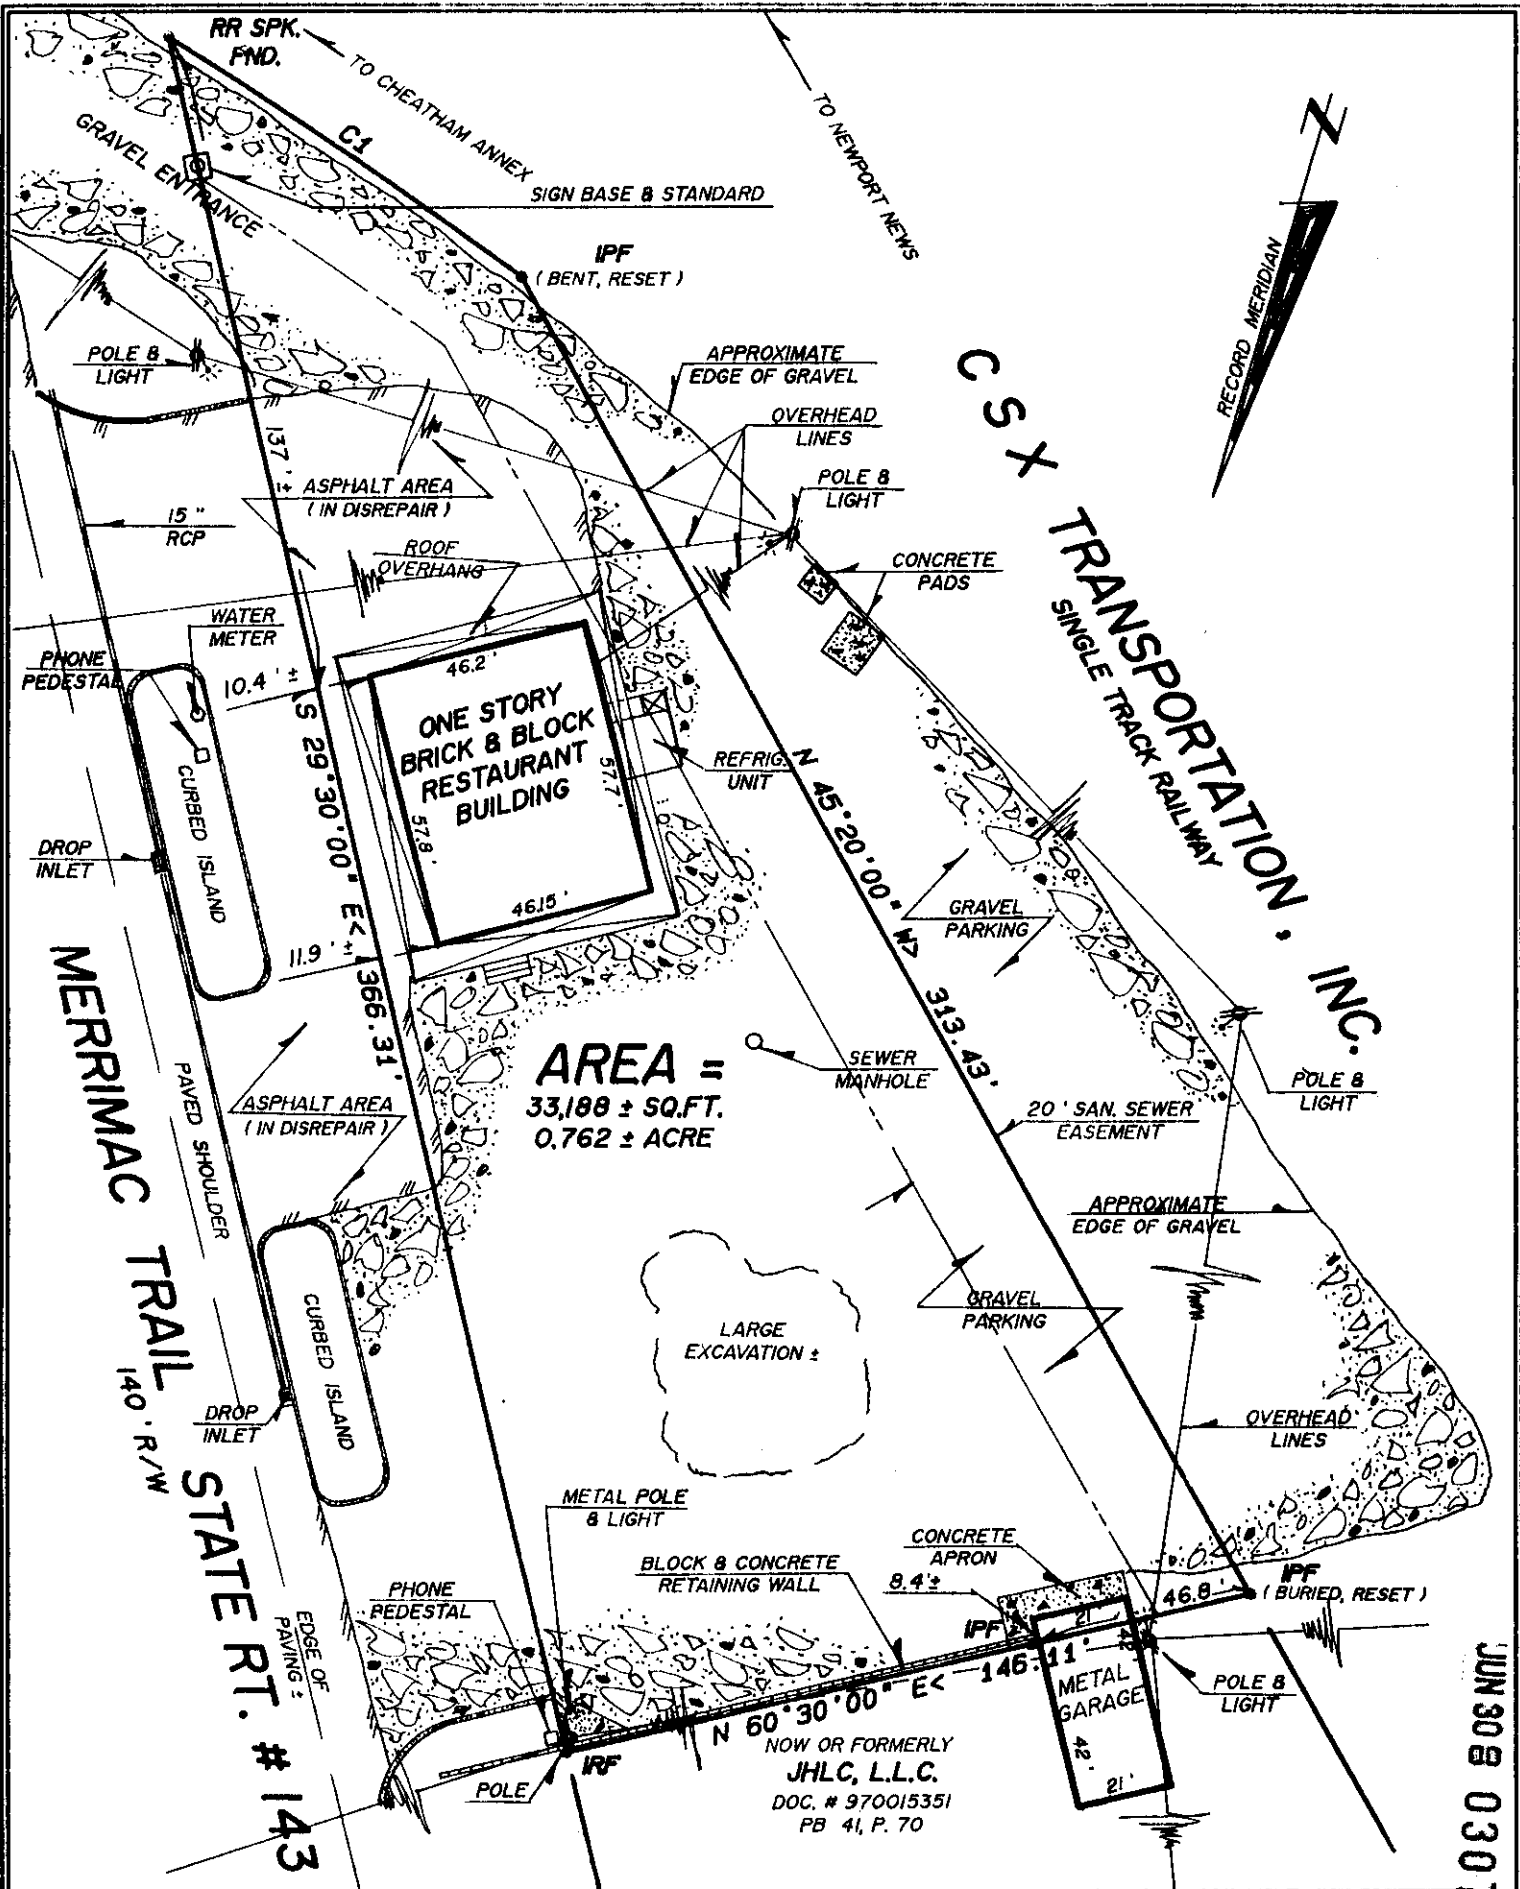 RR SPK.
FND.
TO CHEATHAM ANNEX
C1
GRAVEL ENTRANCE
SIGN BASE & STANDARD
TO NEWPORT NEWS
IPF
( BENT, RESET )
N
RECORD MERIDIAN
POLE &
LIGHT
APPROXIMATE
EDGE OF GRAVEL
OVERHEAD
LINES
137 ' ±
ASPHALT AREA
( IN DISREPAIR )
POLE &
LIGHT
15 "
RCP
ROOF
OVERHANG
CONCRETE
PADS
CSX TRANSPORTATION, INC.
SINGLE TRACK RAILWAY
WATER
METER
PHONE
PEDESTAL
10.4 ' ±
46.2 '
ONE STORY
BRICK & BLOCK
RESTAURANT
BUILDING
57.7 '
57.8 '
46.15 '
REFRIG.
UNIT
S 29°30'00" E< 366.31 '
N 45°20'00" W> 313.43 '
CURBED ISLAND
DROP
INLET
11.9 ' ±
GRAVEL
PARKING
MERRIMAC TRAIL STATE RT. # 143
140 ' R/W
PAVED SHOULDER
AREA =
33,188 ± SQ.FT.
0.762 ± ACRE
SEWER
MANHOLE
POLE &
LIGHT
ASPHALT AREA
( IN DISREPAIR )
20 ' SAN. SEWER
EASEMENT
APPROXIMATE
EDGE OF GRAVEL
CURBED ISLAND
LARGE
EXCAVATION ±
GRAVEL
PARKING
DROP
INLET
OVERHEAD
LINES
METAL POLE
& LIGHT
CONCRETE
APRON
BLOCK & CONCRETE
RETAINING WALL
8.4'±
PHONE
PEDESTAL
EDGE OF
PAVING ±
IPF
21 '
46.8 '
IPF
( BURIED, RESET )
42 '
N 60°30'00" E< 146.11 '
METAL
GARAGE
42 '
21 '
POLE &
LIGHT
POLE
IRF
NOW OR FORMERLY
JHLC, L.L.C.
DOC. # 970015351
PB 41, P. 70
JUN 30 8 030